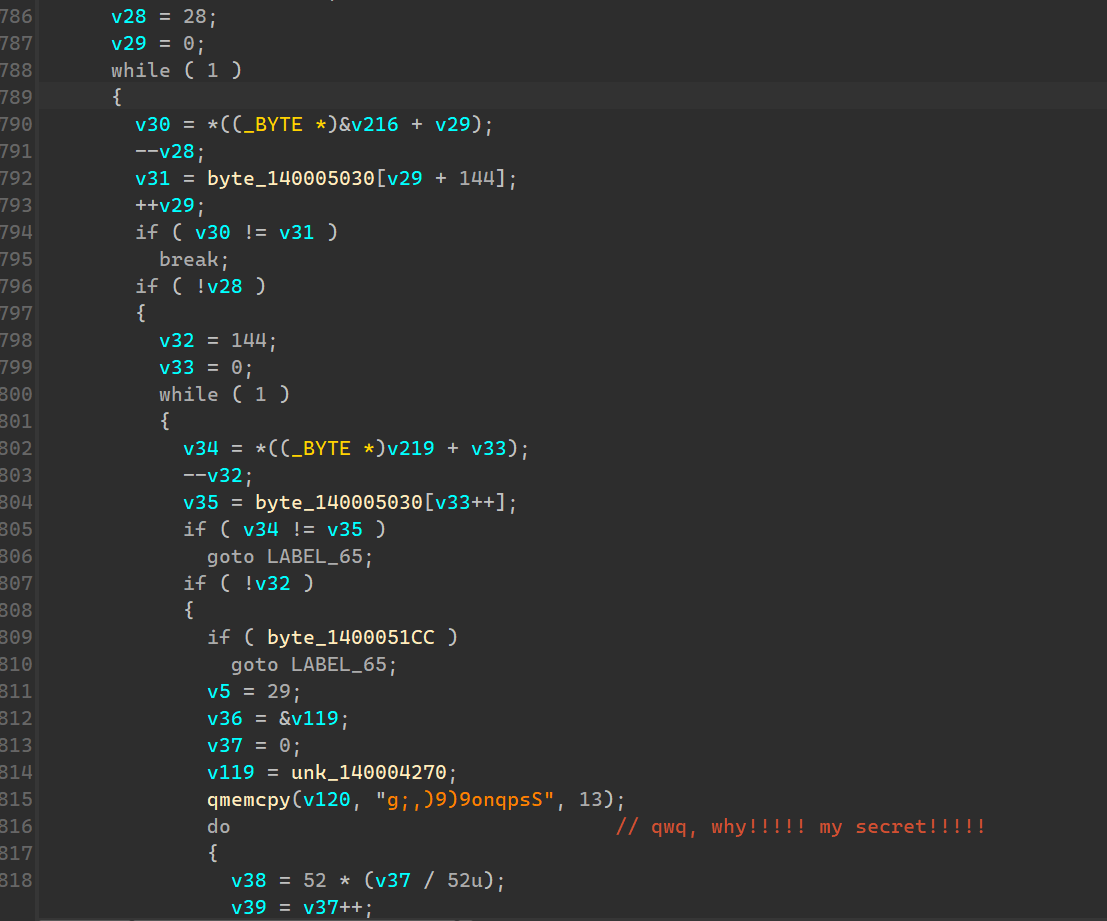 786 v28 = 28;
787 v29 = 0;
788 while ( 1 )
789 {
790 v30 = *((_BYTE *)&v216 + v29);
791 --v28;
792 v31 = byte_140005030[v29 + 144];
793 ++v29;
794 if ( v30 != v31 )
795 break;
796 if ( !v28 )
797 {
798 v32 = 144;
799 v33 = 0;
800 while ( 1 )
801 {
802 v34 = *((_BYTE *)v219 + v33);
803 --v32;
804 v35 = byte_140005030[v33++];
805 if ( v34 != v35 )
806 goto LABEL_65;
807 if ( !v32 )
808 {
809 if ( byte_1400051CC )
810 goto LABEL_65;
811 v5 = 29;
812 v36 = &v119;
813 v37 = 0;
814 v119 = unk_140004270;
815 qmemcpy(v120, "g;,)9)9onqpsS", 13);
816 do // qwq, why!!!!! my secret!!!!!
817 {
818 v38 = 52 * (v37 / 52u);
v39 = v37++;